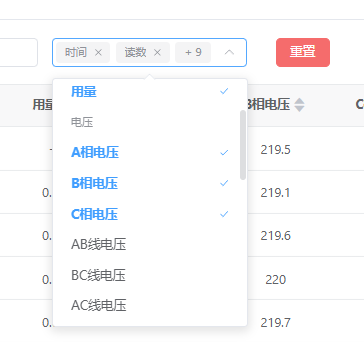 时间 × 读数 × + 9
重置
用量
B相电压
用量
电压
A相电压
219.5
B相电压
0.
219.1
C相电压
0.
219.6
AB线电压
BC线电压
0.
220
AC线电压
0.
219.7